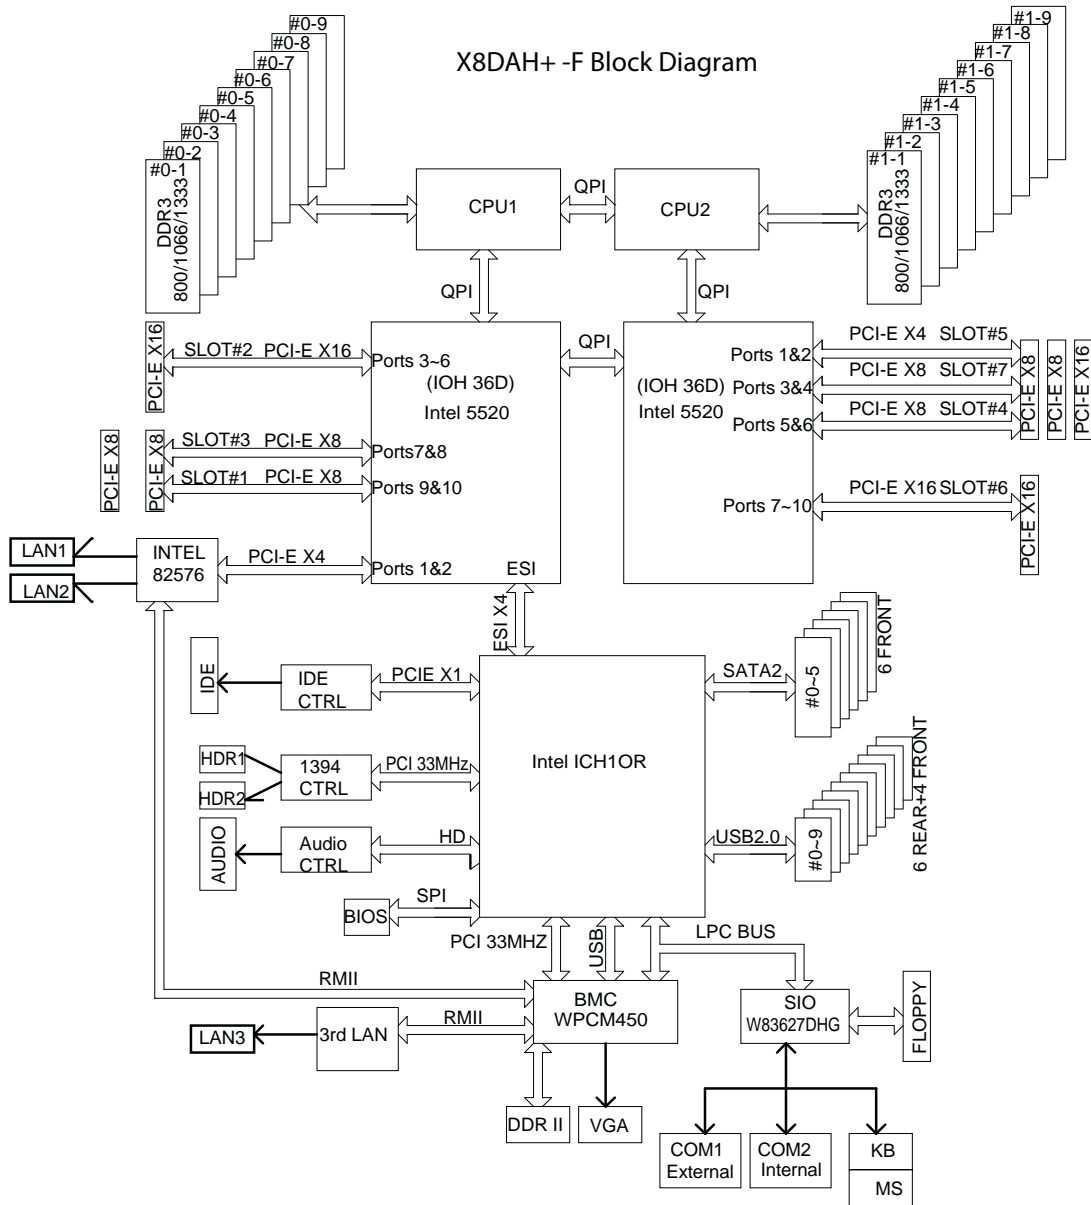 X8DAH+ -F Block Diagram
#0-9
#0-8
#0-7
#0-6
#0-5
#0-4
#0-3
#0-2
#0-1
DDR3
800/1066/1333
#1-9
#1-8
#1-7
#1-6
#1-5
#1-4
#1-3
#1-2
#1-1
DDR3
800/1066/1333
CPU1
QPI
CPU2
QPI
QPI
PCI-E X16
SLOT#2 PCI-E X16
Ports 3~6
(IOH 36D)
Intel 5520
QPI
Ports 1&2
(IOH 36D)
Intel 5520
Ports 3&4
Ports 5&6
PCI-E X4 SLOT#5
PCI-E X8 SLOT#7
PCI-E X8 SLOT#4
PCI-E X8
PCI-E X8
PCI-E X16
PCI-E X8
PCI-E X8
SLOT#3 PCI-E X8
Ports7&8
SLOT#1 PCI-E X8
Ports 9&10
Ports 7~10
PCI-E X16 SLOT#6
PCI-E X16
LAN1
LAN2
INTEL
82576
PCI-E X4
Ports 1&2
ESI
ESI X4
IDE
IDE
CTRL
PCIE X1
SATA2
#0~5
6 FRONT
HDR1
HDR2
1394
CTRL
PCI 33MHz
Intel ICH1OR
AUDIO
Audio
CTRL
HD
USB2.0
#0~9
6 REAR+4 FRONT
BIOS
SPI
PCI 33MHZ
USB
LPC BUS
RMII
BMC
WPCM450
SIO
W83627DHG
FLOPPY
LAN3
3rd LAN
RMII
DDR II
VGA
COM1
External
COM2
Internal
KB
MS